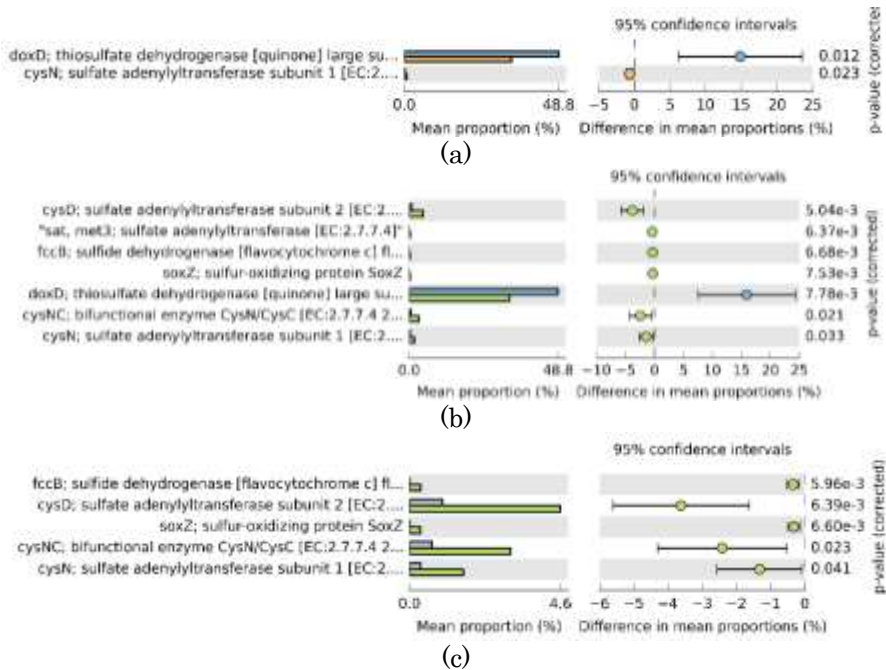 95% confidence intervals
doxD; thiosulfate dehydrogenase [quinone] large su... 0.012
cysN; sulfate adenylyltransferase subunit 1 [EC:2.... 0.023
p-value (corrected)
0.0 48.8 −5 0 5 10 15 20 25
Mean proportion (%) Difference in mean proportions (%)
(a)
95% confidence intervals
cysD; sulfate adenylyltransferase subunit 2 [EC:2.... 5.04e-3
"sat, met3; sulfate adenylyltransferase [EC:2.7.7.4]" 6.37e-3
fccB; sulfide dehydrogenase [flavocytochrome c] fl... 6.68e-3
soxZ; sulfur-oxidizing protein SoxZ 7.53e-3
doxD; thiosulfate dehydrogenase [quinone] large su... 7.78e-3
cysNC; bifunctional enzyme CysN/CysC [EC:2.7.7.4 2... 0.021
cysN; sulfate adenylyltransferase subunit 1 [EC:2.... 0.033
p-value (corrected)
0.0 48.8 −10 −5 0 5 10 15 20 25
Mean proportion (%) Difference in mean proportions (%)
(b)
95% confidence intervals
fccB; sulfide dehydrogenase [flavocytochrome c] fl... 5.96e-3
cysD; sulfate adenylyltransferase subunit 2 [EC:2.... 6.39e-3
soxZ; sulfur-oxidizing protein SoxZ 6.60e-3
cysNC; bifunctional enzyme CysN/CysC [EC:2.7.7.4 2... 0.023
cysN; sulfate adenylyltransferase subunit 1 [EC:2.... 0.041
p-value (corrected)
0.0 4.6 −6 −5 −4 −3 −2 −1 0
Mean proportion (%) Difference in mean proportions (%)
(c)